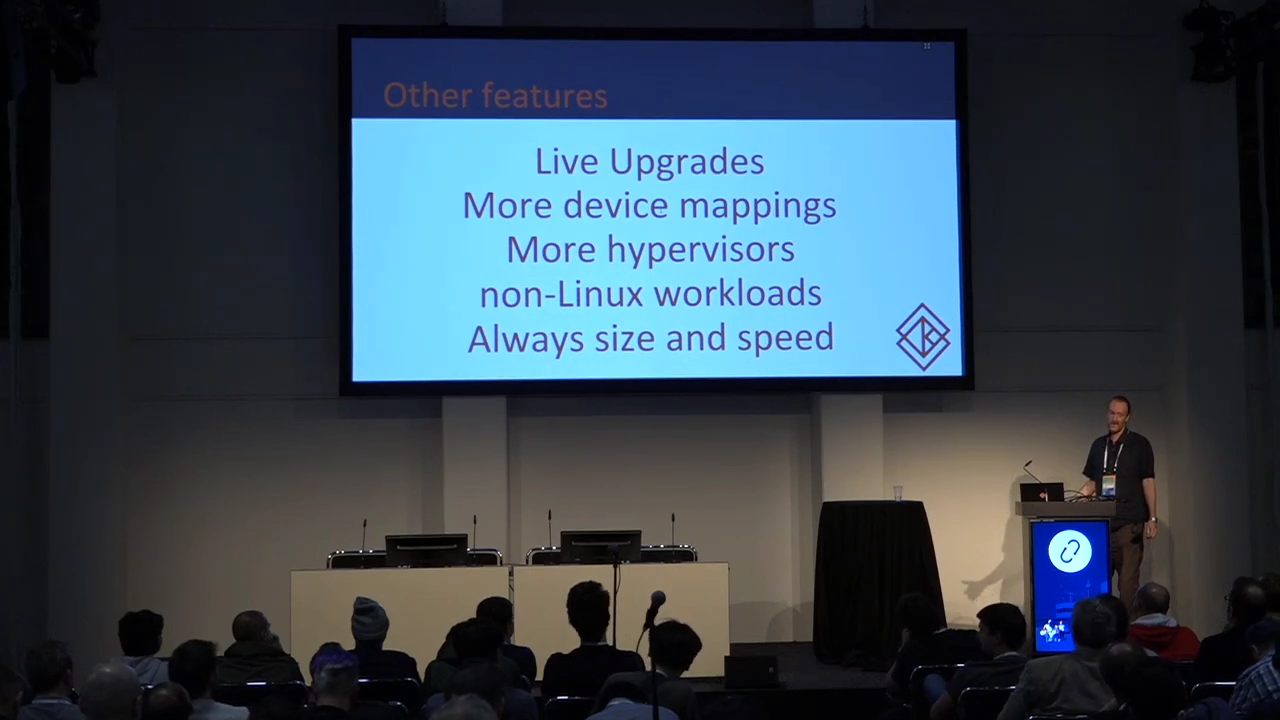 Other features
Live Upgrades
More device mappings
More hypervisors
non-Linux workloads
Always size and speed